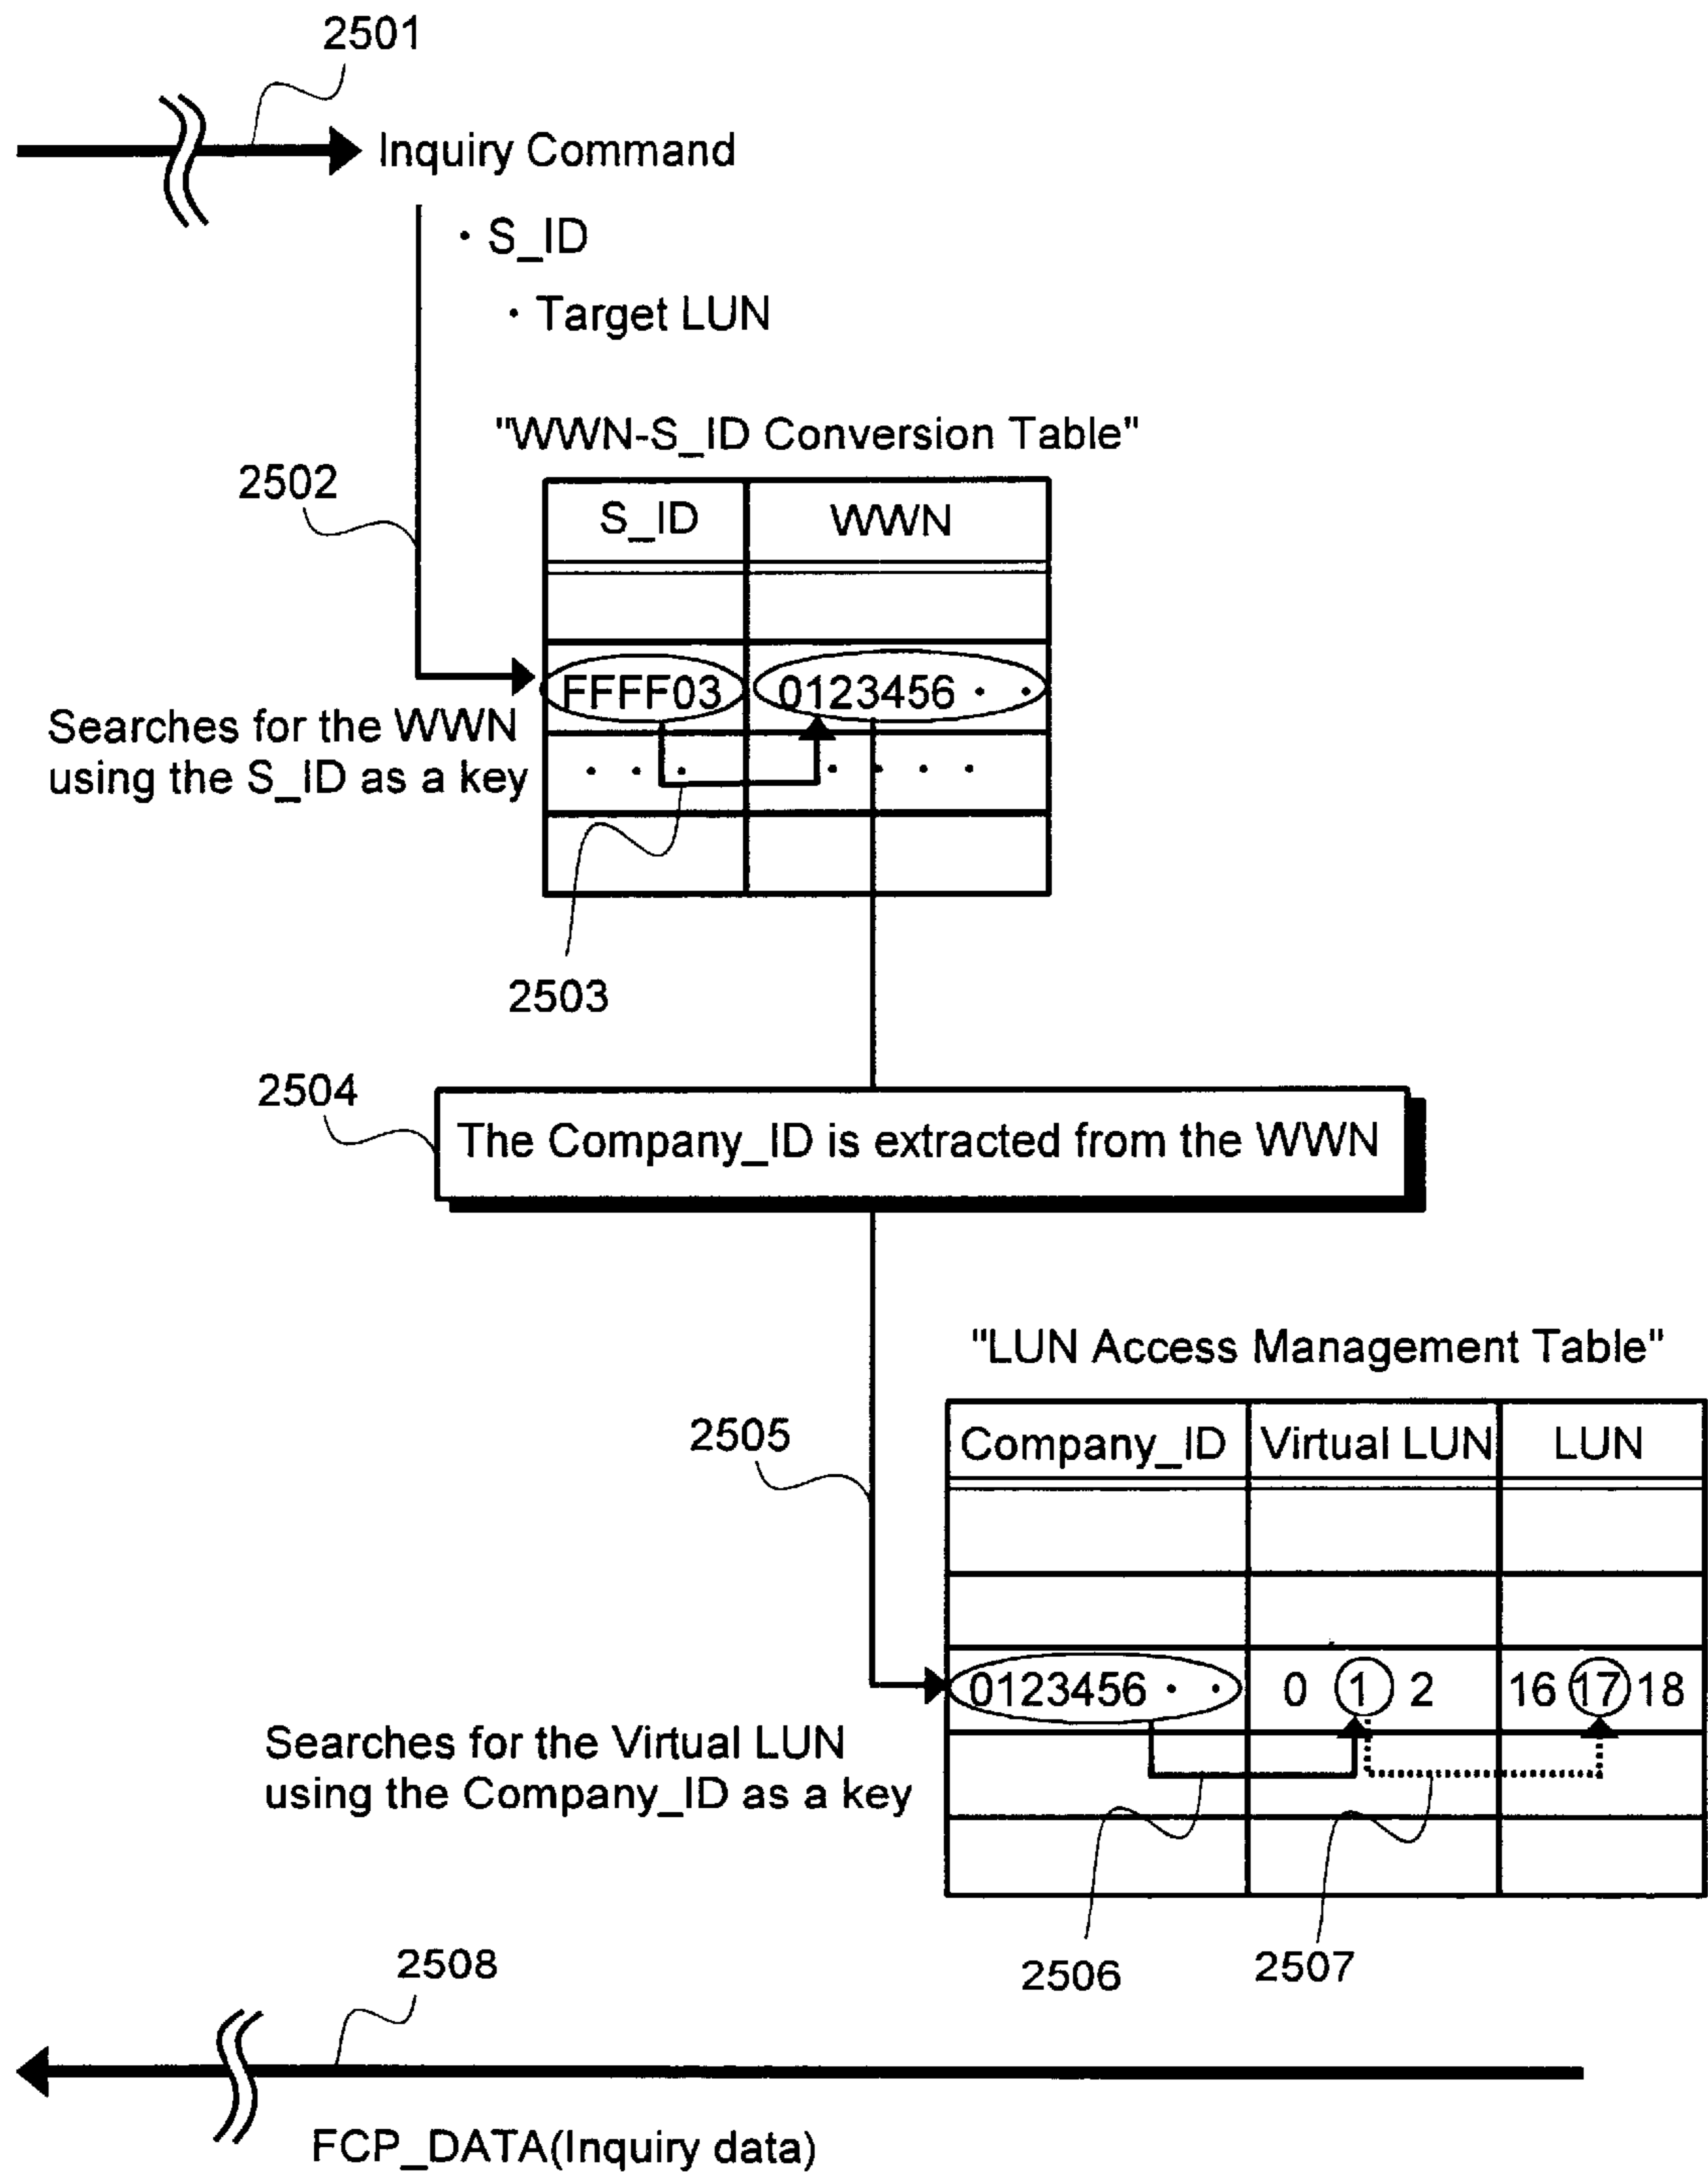 2501
Inquiry Command
· S_ID
· Target LUN
"WWN-S_ID Conversion Table"
2502
S_ID WWN
FFFF03 0123456 · ·
Searches for the WWN
using the S_ID as a key
· · · · · · ·
2503
2504
The Company_ID is extracted from the WWN
"LUN Access Management Table"
2505
Company_ID Virtual LUN LUN
0123456 · · 0 1 2 16 17 18
Searches for the Virtual LUN
using the Company_ID as a key
2506
2507
2508
FCP_DATA(Inquiry data)